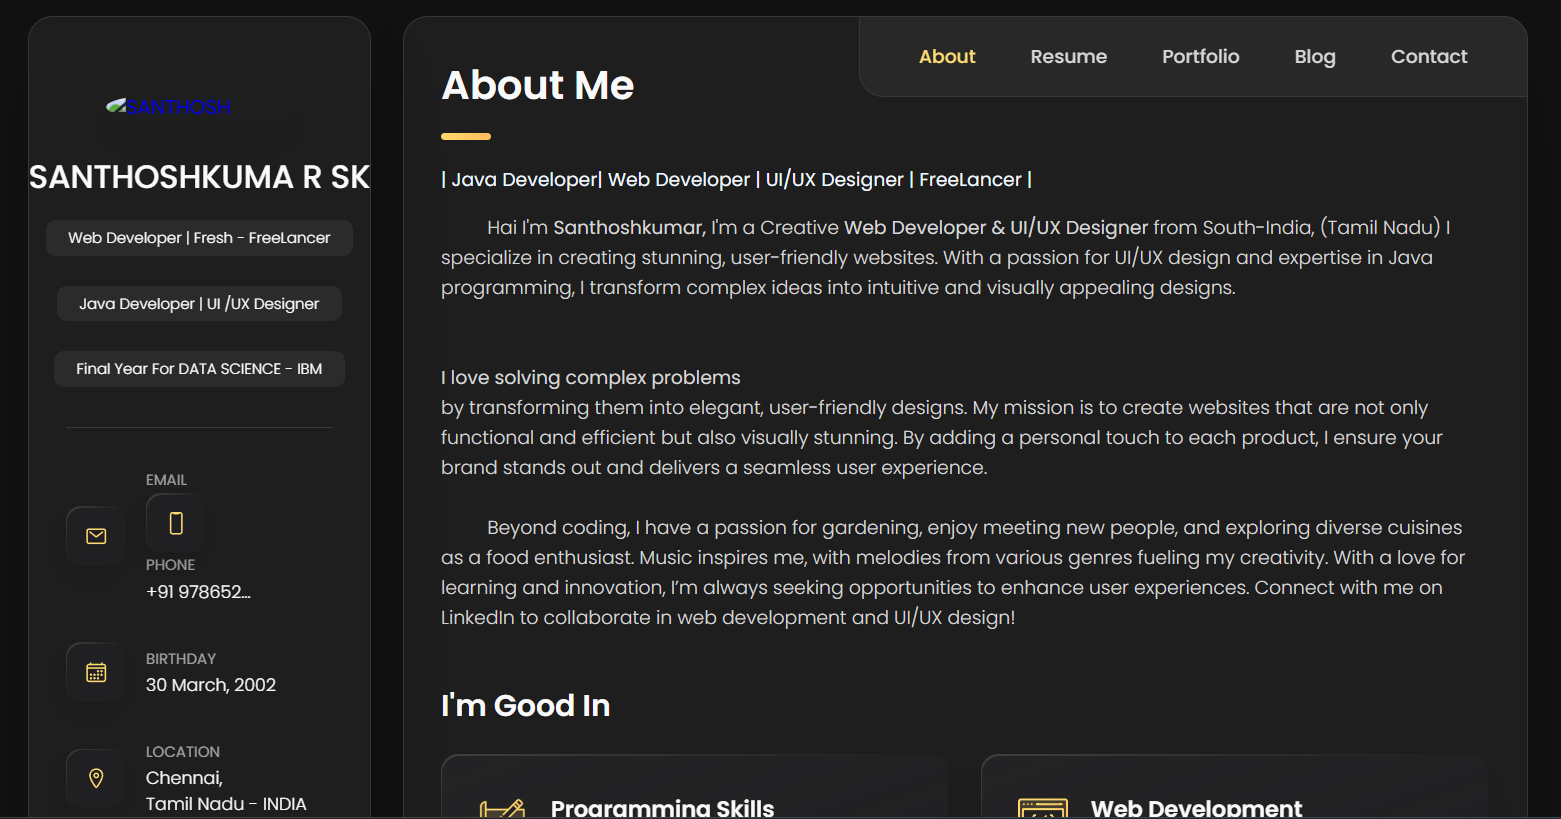 SANTHOSH
SANTHOSHKUMA R SK
Web Developer | Fresh - FreeLancer
Java Developer | UI /UX Designer
Final Year For DATA SCIENCE - IBM
EMAIL
PHONE
+91 978652...
BIRTHDAY
30 March, 2002
LOCATION
Chennai,
Tamil Nadu - INDIA
About
Resume
Portfolio
Blog
Contact
About Me
| Java Developer| Web Developer | UI/UX Designer | FreeLancer |
Hai I'm Santhoshkumar, I'm a Creative Web Developer & UI/UX Designer from South-India, (Tamil Nadu) I
specialize in creating stunning, user-friendly websites. With a passion for UI/UX design and expertise in Java
programming, I transform complex ideas into intuitive and visually appealing designs.
I love solving complex problems
by transforming them into elegant, user-friendly designs. My mission is to create websites that are not only
functional and efficient but also visually stunning. By adding a personal touch to each product, I ensure your
brand stands out and delivers a seamless user experience.
Beyond coding, I have a passion for gardening, enjoy meeting new people, and exploring diverse cuisines
as a food enthusiast. Music inspires me, with melodies from various genres fueling my creativity. With a love for
learning and innovation, I’m always seeking opportunities to enhance user experiences. Connect with me on
LinkedIn to collaborate in web development and UI/UX design!
I'm Good In
Programming Skills
Web Development